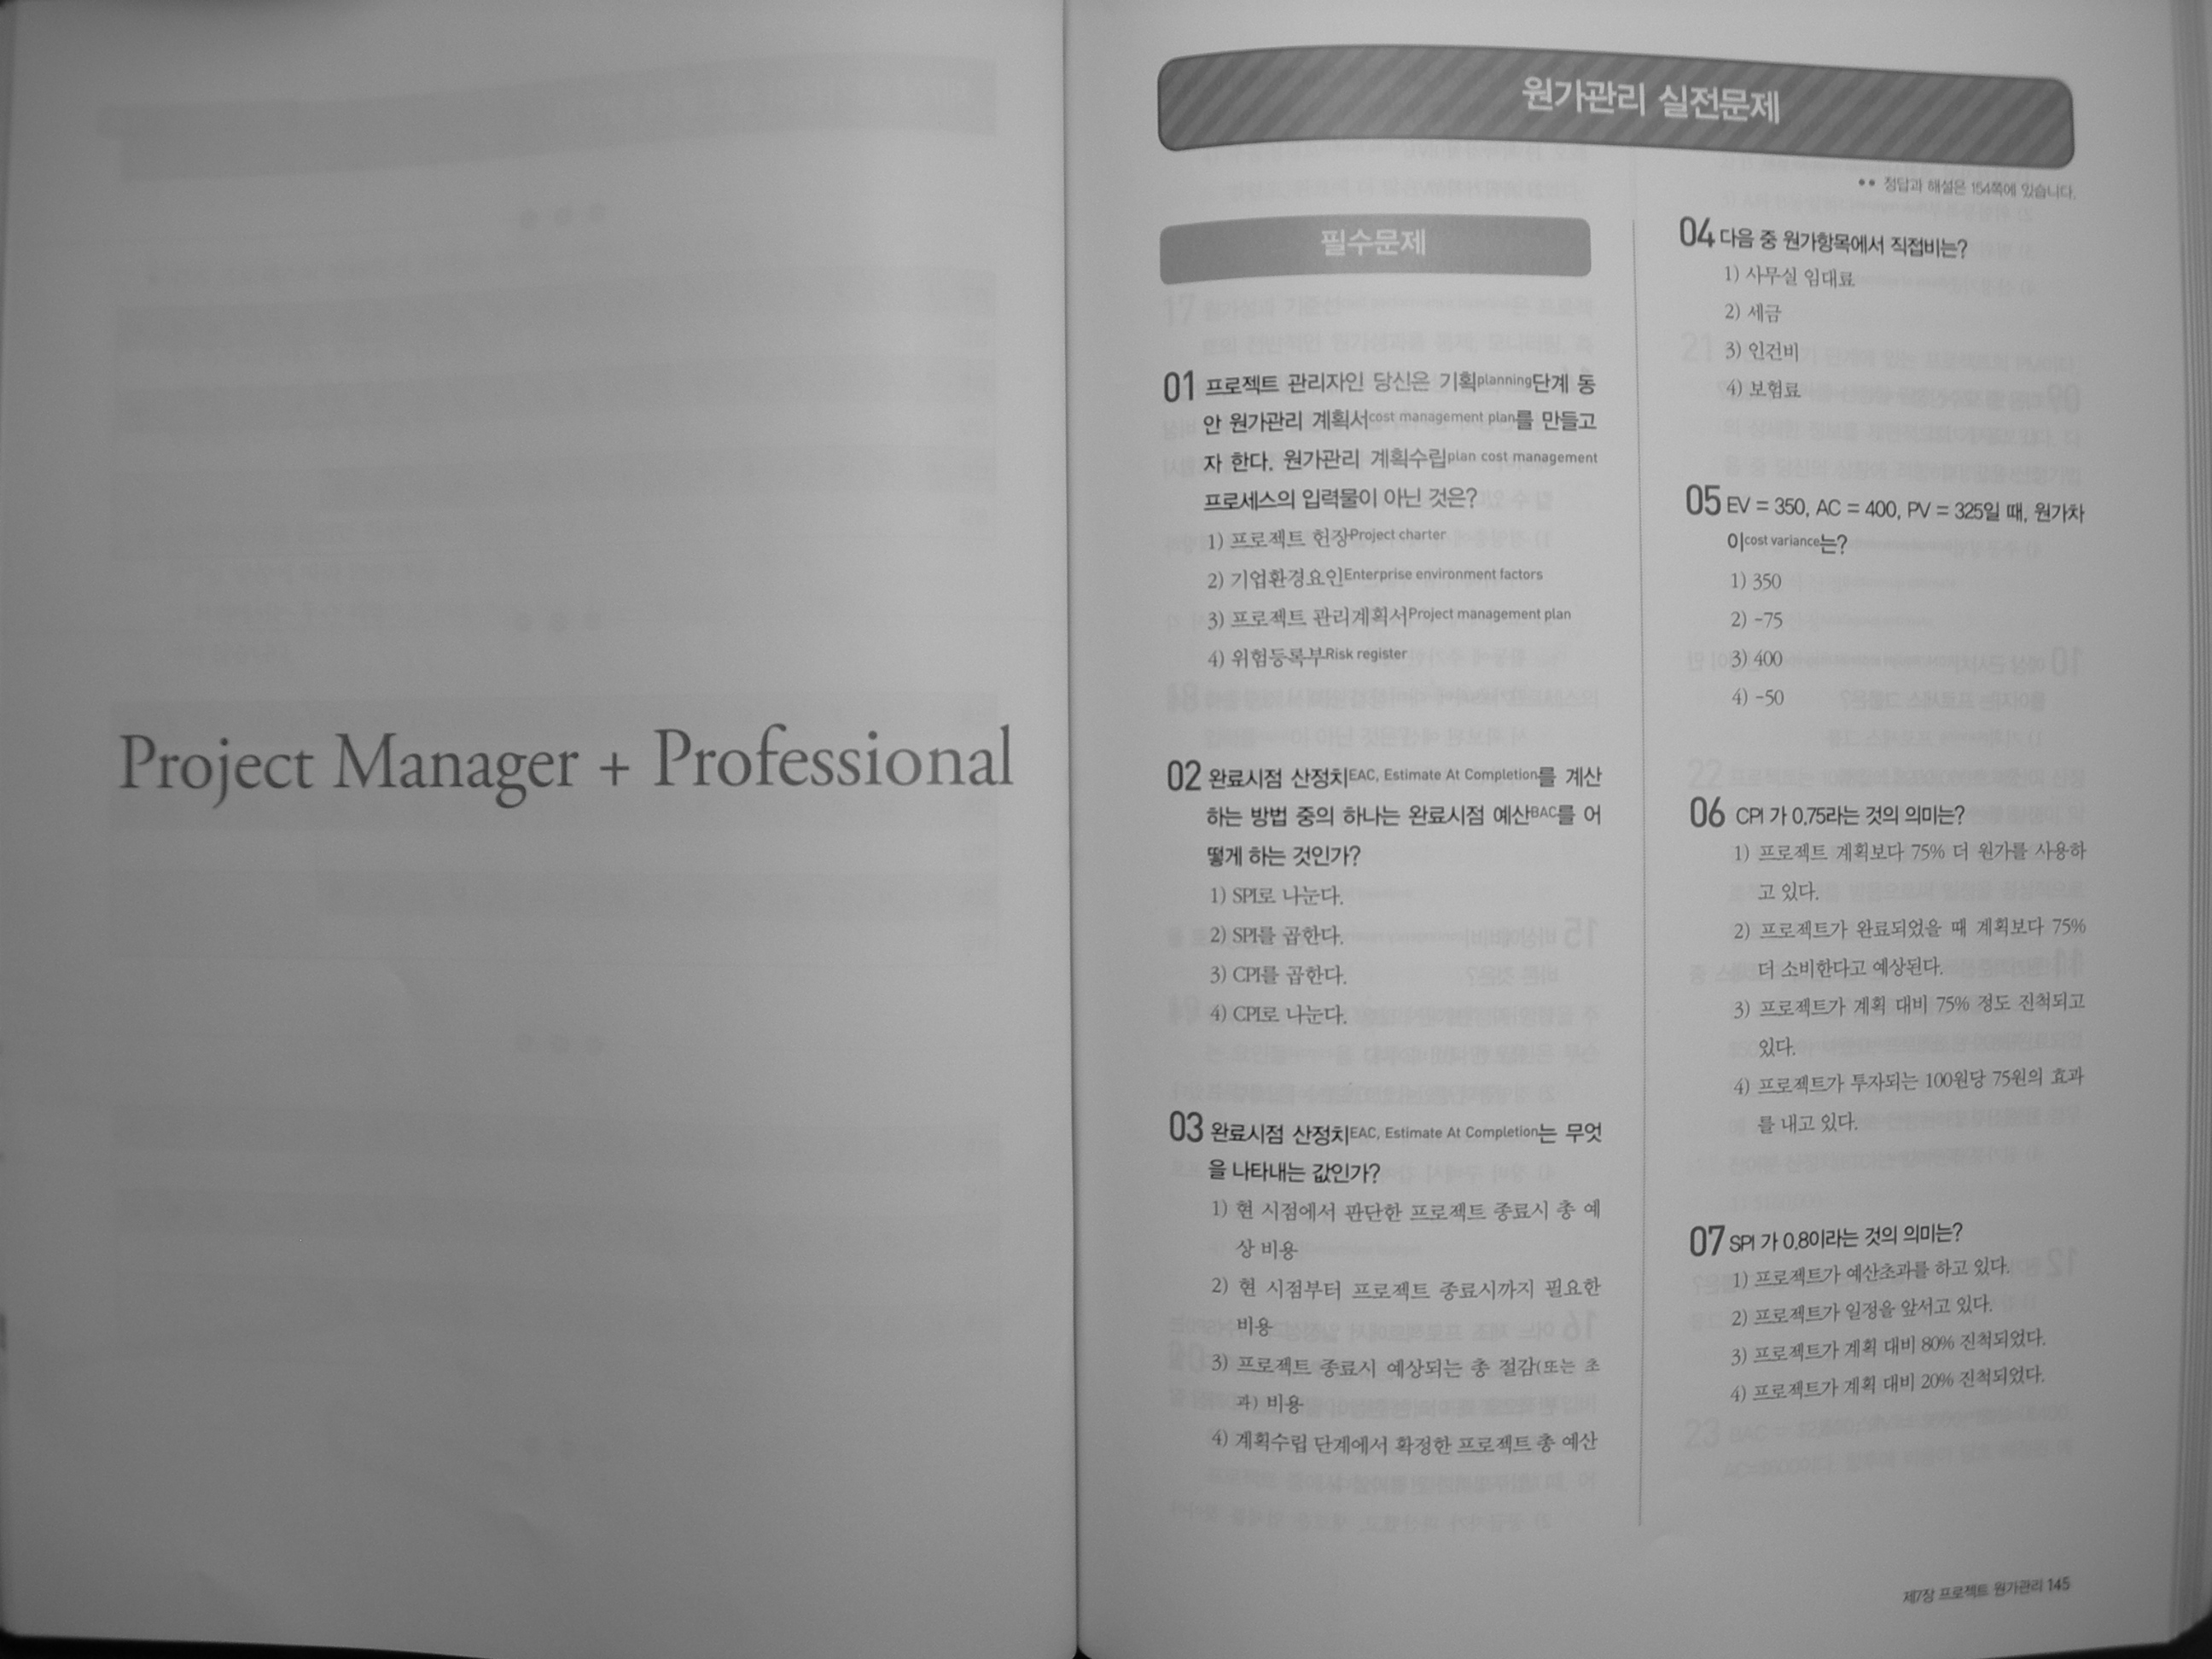 Project Manager + Professional
원가관리 실전문제
●● 정답과 해설은 154쪽에 있습니다.
필수문제
01 프로젝트 관리자인 당신은 기획planning단계 동
안 원가관리 계획서cost management plan를 만들고
자 한다. 원가관리 계획수립plan cost management
프로세스의 입력물이 아닌 것은?
1) 프로젝트 헌장Project charter
2) 기업환경요인Enterprise environment factors
3) 프로젝트 관리계획서Project management plan
4) 위험등록부Risk register
02 완료시점 산정치EAC, Estimate At Completion를 계산
하는 방법 중의 하나는 완료시점 예산BAC를 어
떻게 하는 것인가?
1) SPI로 나눈다.
2) SPI를 곱한다.
3) CPI를 곱한다.
4) CPI로 나눈다.
03 완료시점 산정치EAC, Estimate At Completion는 무엇
을 나타내는 값인가?
1) 현 시점에서 판단한 프로젝트 종료시 총 예
상 비용
2) 현 시점부터 프로젝트 종료시까지 필요한
비용
3) 프로젝트 종료시 예상되는 총 절감(또는 초
과) 비용
4) 계획수립 단계에서 확정한 프로젝트 총 예산
04 다음 중 원가항목에서 직접비는?
1) 사무실 임대료
2) 세금
3) 인건비
4) 보험료
05 EV = 350, AC = 400, PV = 325일 때, 원가차
이cost variance는?
1) 350
2) -75
3) 400
4) -50
06 CPI 가 0.75라는 것의 의미는?
1) 프로젝트 계획보다 75% 더 원가를 사용하
고 있다.
2) 프로젝트가 완료되었을 때 계획보다 75%
더 소비한다고 예상된다.
3) 프로젝트가 계획 대비 75% 정도 진척되고
있다.
4) 프로젝트가 투자되는 100원당 75원의 효과
를 내고 있다.
07 SPI 가 0.8이라는 것의 의미는?
1) 프로젝트가 예산초과를 하고 있다.
2) 프로젝트가 일정을 앞서고 있다.
3) 프로젝트가 계획 대비 80% 진척되었다.
4) 프로젝트가 계획 대비 20% 진척되었다.
제7장 프로젝트 원가관리 145